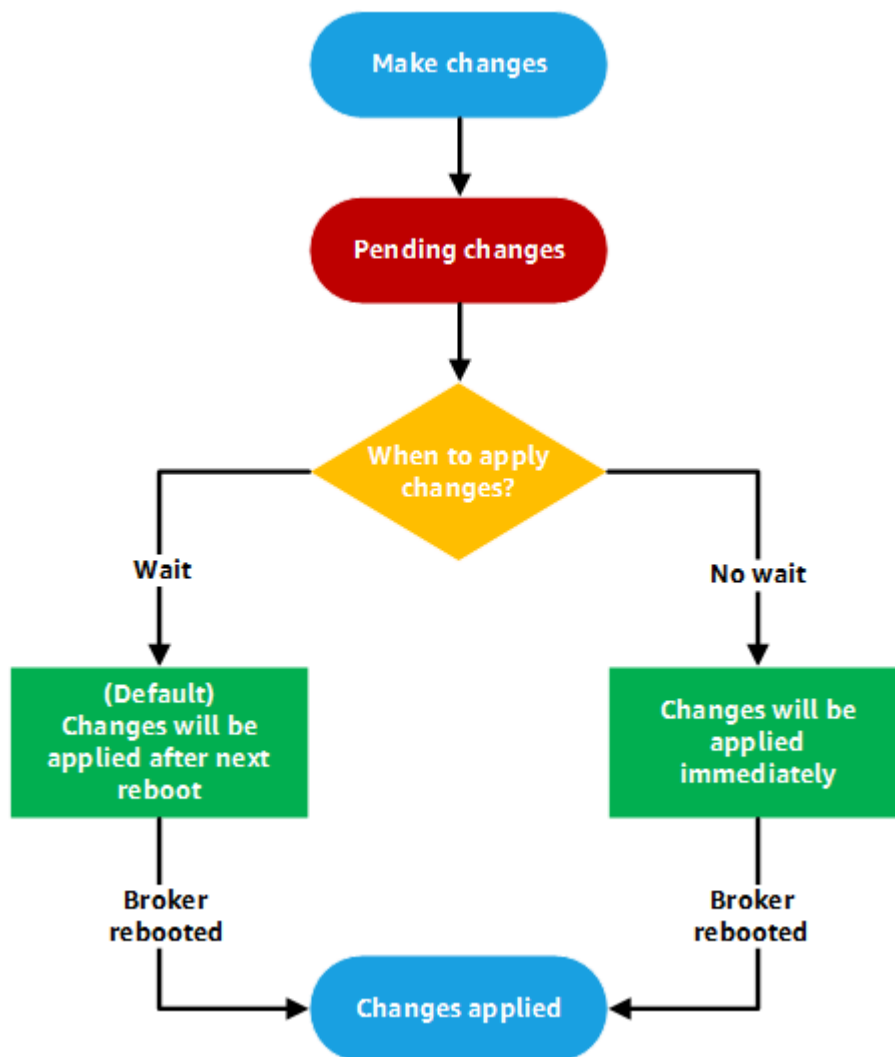 Make changes
Pending changes
When to apply
changes?
Wait
No wait
(Default)
Changes will be
applied after next
reboot
Changes will be
applied
immediately
Broker
rebooted
Broker
rebooted
Changes applied